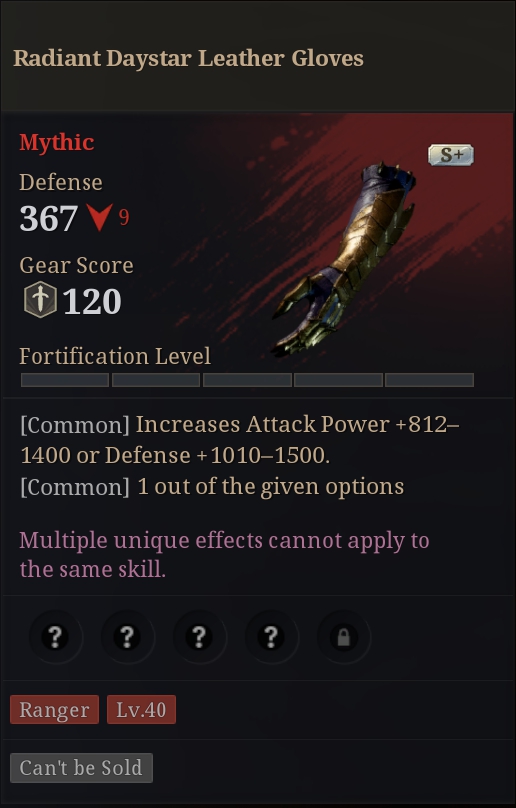 Radiant Daystar Leather Gloves
Mythic
S+
Defense
367 9
Gear Score
120
Fortification Level
[Common] Increases Attack Power +812–
1400 or Defense +1010–1500.
[Common] 1 out of the given options
Multiple unique effects cannot apply to
the same skill.
? ? ? ?
Ranger Lv.40
Can't be Sold